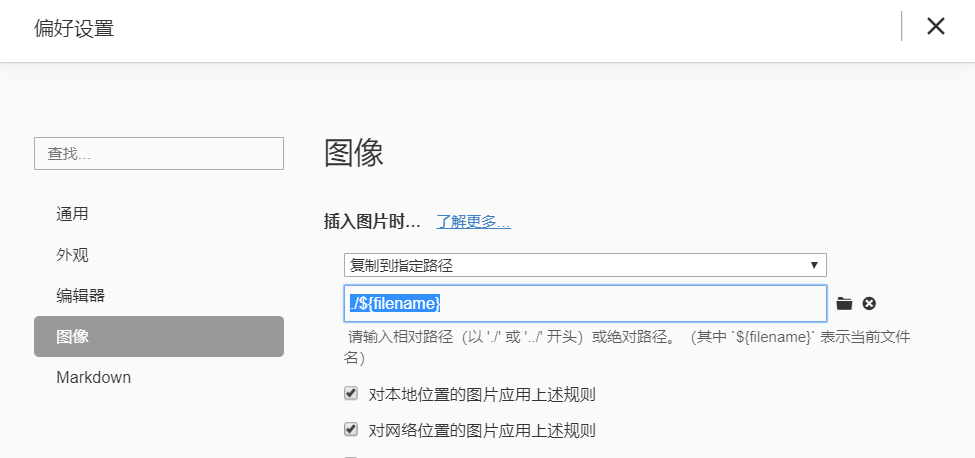 偏好设置
查找...
通用
外观
编辑器
图像
Markdown
图像
插入图片时... 了解更多...
复制到指定路径
./${filename}
请输入相对路径（以 './' 或 '../' 开头）或绝对路径。（其中 `${filename}` 表示当前文件
名）
对本地位置的图片应用上述规则
对网络位置的图片应用上述规则